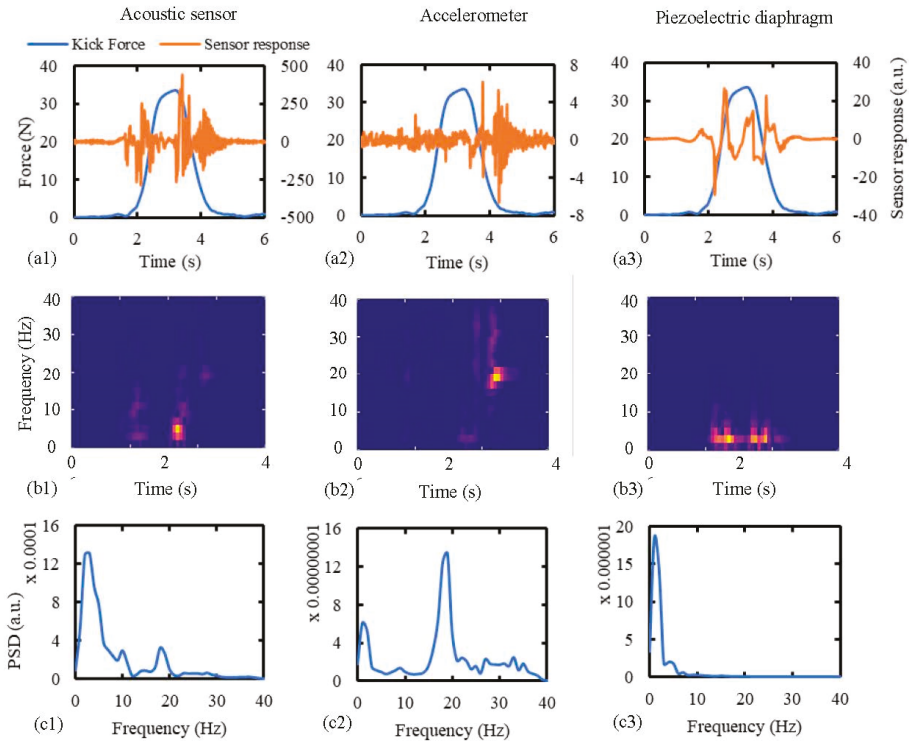 Acoustic sensor Accelerometer Piezoelectric diaphragm
Kick Force Sensor response
Force (N)
40
30
20
10
0
500
250
0
-250
-500
0 2 4 6
(a1) Time (s)
40
30
20
10
0
8
4
0
-4
-8
0 2 4 6
(a2) Time (s)
40
30
20
10
0
40
20
0
-20
-40
Sensor response (a.u.)
0 2 4 6
(a3) Time (s)
Frequency (Hz)
40
30
20
10
0
0 2 4
(b1) Time (s)
40
30
20
10
0
0 2 4
(b2) Time (s)
40
30
20
10
0
0 2 4
(b3) Time (s)
PSD (a.u.)
x 0.0001
16
12
8
4
0
0 10 20 30 40
(c1) Frequency (Hz)
x 0.00000001
16
12
8
4
0
0 10 20 30 40
(c2) Frequency (Hz)
x 0.000001
20
15
10
5
0
0 10 20 30 40
(c3) Frequency (Hz)